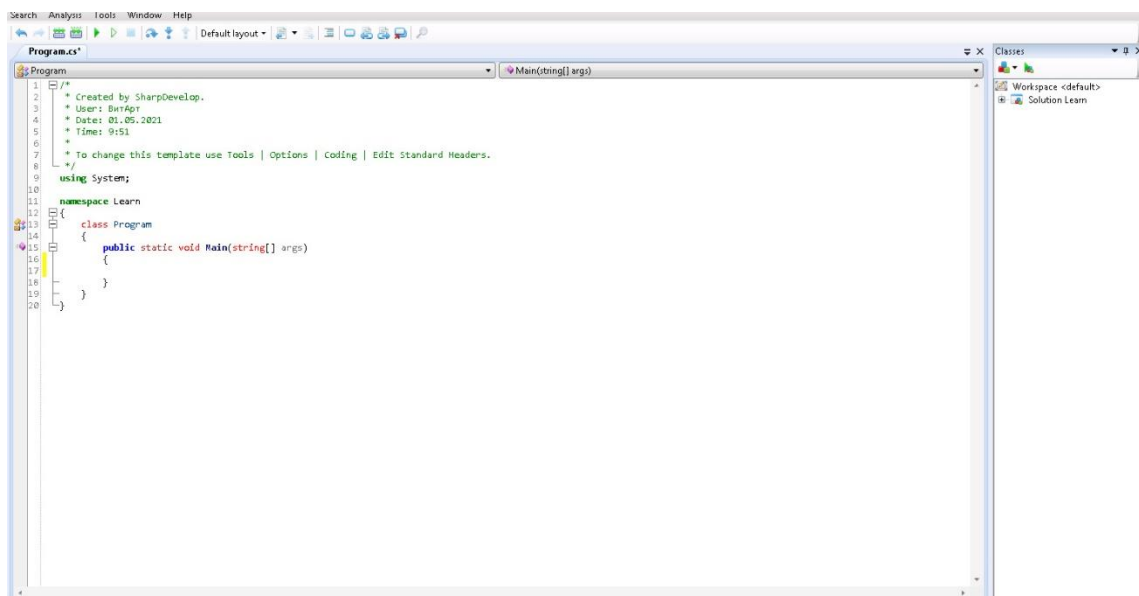 Search Analysis Tools Window Help
Default layout
Program.cs*
Classes
Program
Main(string[] args)
Workspace <default>
Solution Learn
1 /*
2 * Created by SharpDevelop.
3 * User: ВитАрт
4 * Date: 01.05.2021
5 * Time: 9:51
6 *
7 * To change this template use Tools | Options | Coding | Edit Standard Headers.
8 */
9 using System;
10
11 namespace Learn
12 {
13 class Program
14 {
15 public static void Main(string[] args)
16 {
17
18 }
19 }
20 }